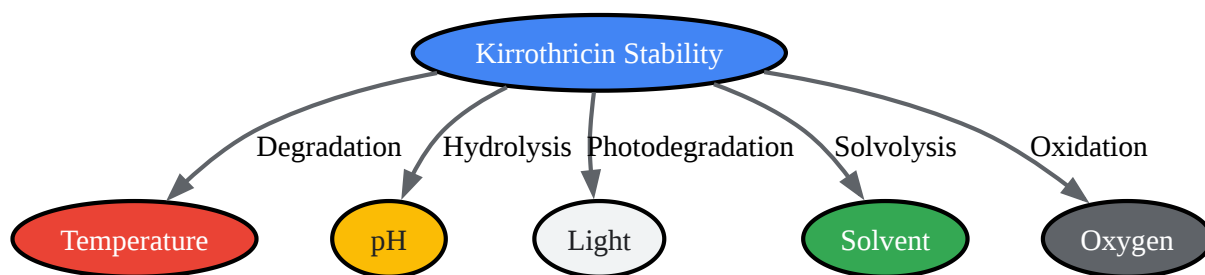 Kirrothricin Stability
Degradation
Hydrolysis
Photodegradation
Solvolysis
Oxidation
Temperature
pH
Light
Solvent
Oxygen